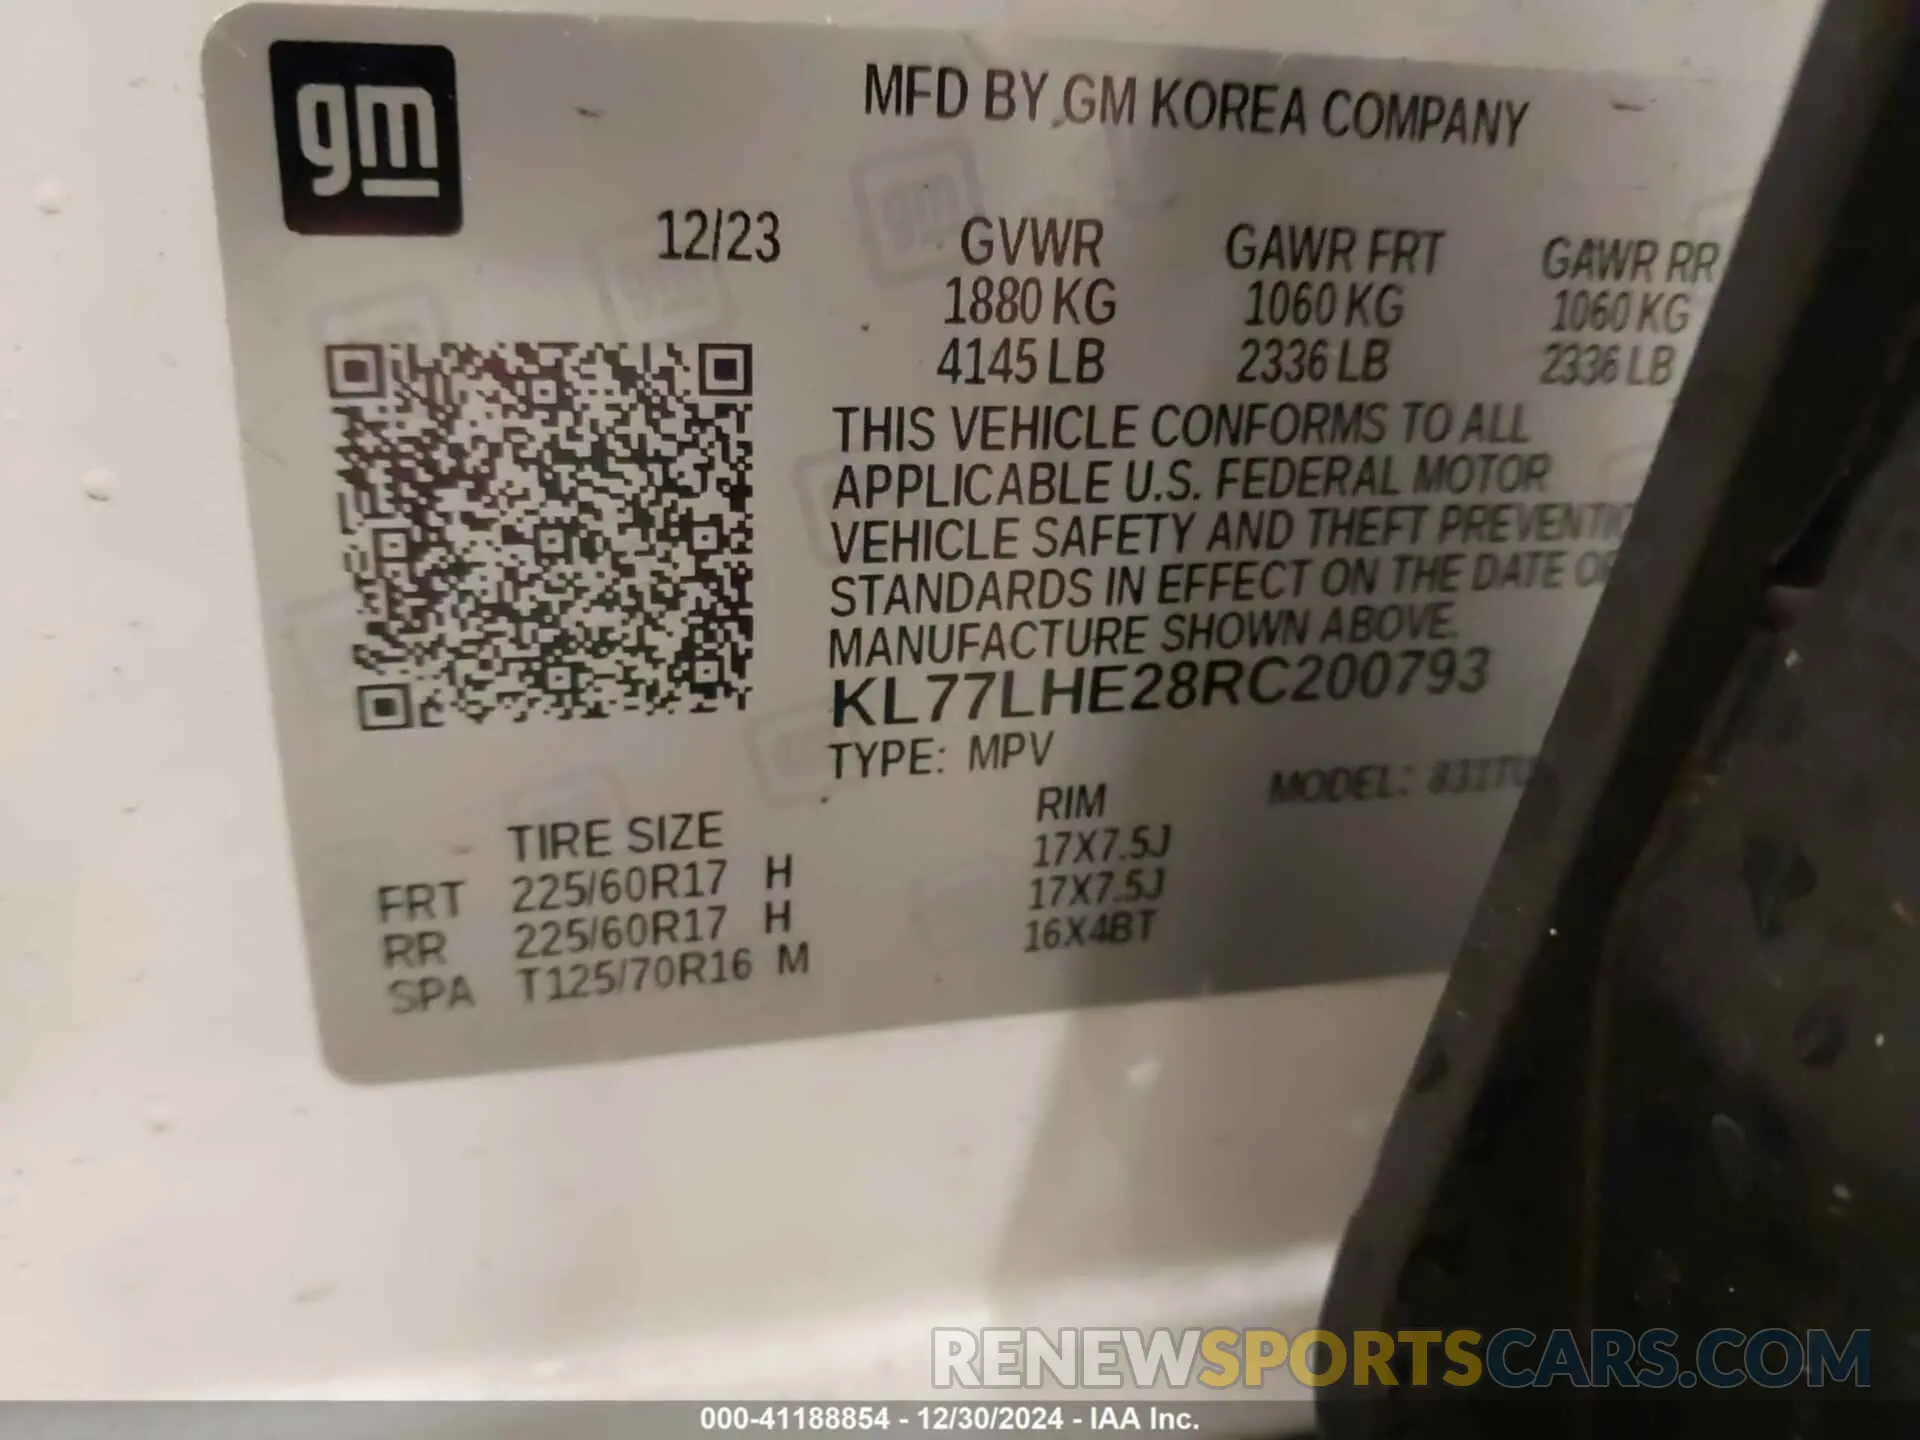 gm
MFD BY GM KOREA COMPANY
12/23
GVWR GAWR FRT GAWR RR
1880 KG 1060 KG 1060 KG
4145 LB 2336 LB 2336 LB
THIS VEHICLE CONFORMS TO ALL
APPLICABLE U.S. FEDERAL MOTOR
VEHICLE SAFETY AND THEFT
STANDARDS IN EFFECT ON THE DATE
MANUFACTURE SHOWN ABOVE.
KL77LHE28RC200793
TYPE: MPV
MODEL:
TIRE SIZE RIM
FRT 225/60R17 H 17X7.5J
RR 225/60R17 H 17X7.5J
SPA T125/70R16 M 16X4BT
RENEWSPORTSCARS.COM
000-41188854 - 12/30/2024 - IAA Inc.